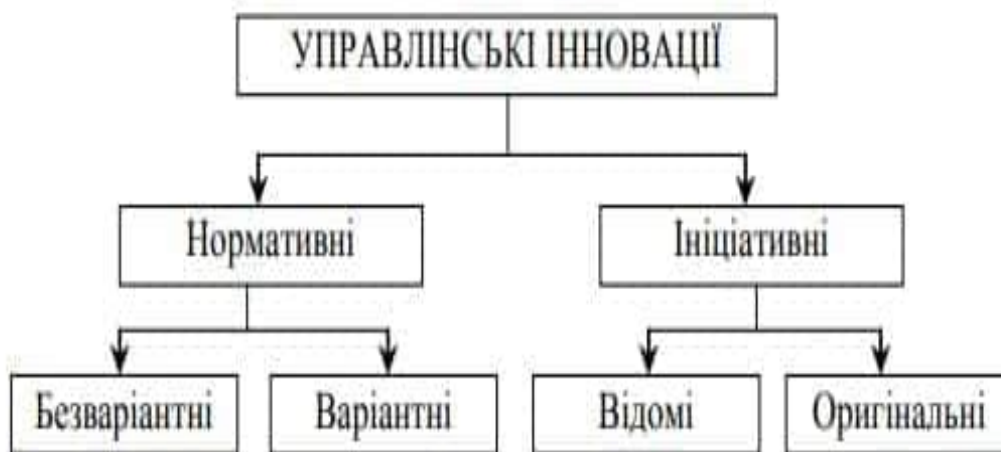 УПРАВЛІНСЬКІ ІННОВАЦІЇ
Нормативні
Ініціативні
Безваріантні
Варіантні
Відомі
Оригінальні